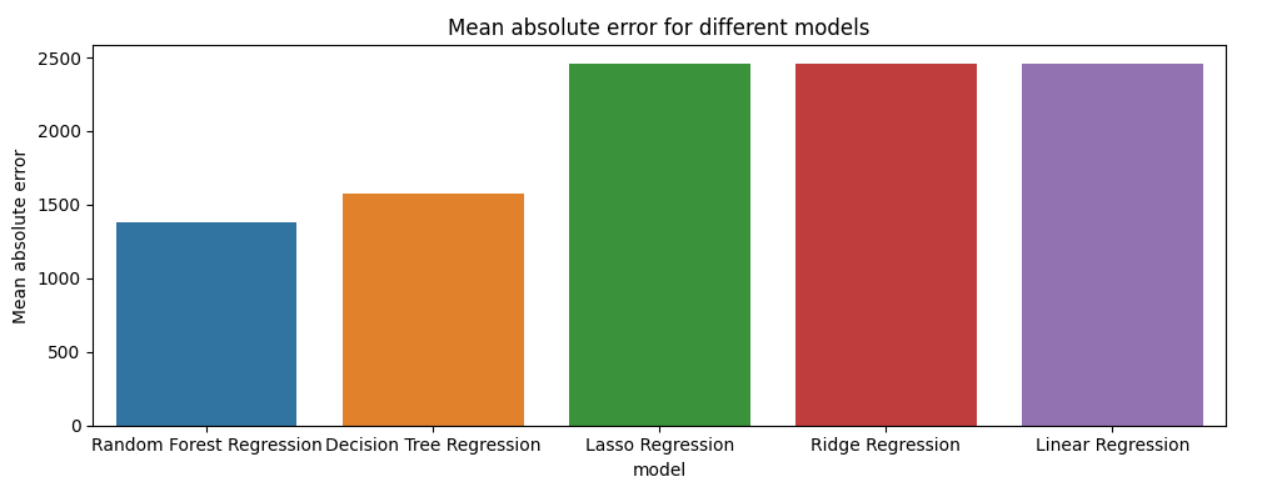 Mean absolute error for different models
Mean absolute error
2500
2000
1500
1000
500
0
Random Forest Regression Decision Tree Regression Lasso Regression Ridge Regression Linear Regression
model